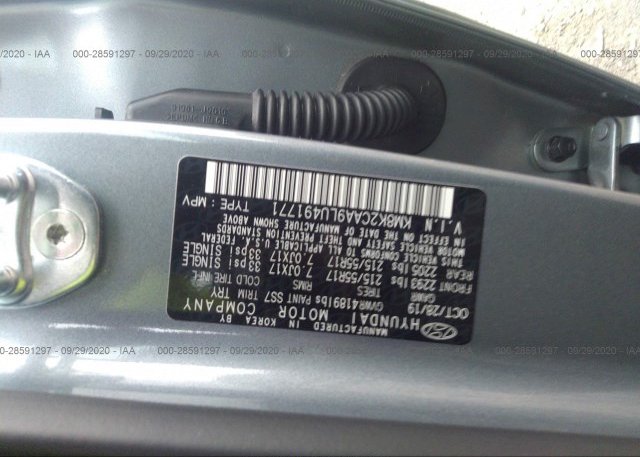 000-28591297 - 09/29/2020 - IAA
MANUFACTURED IN KOREA BY
HYUNDAI MOTOR COMPANY
OCT/28/19 GVWR4189lbs PAINT SS7 TRIM TRY
GAWR TIRES RIMS COLD TIRE INFL.
FRONT 2293 lbs 215/55R17 7.0JX17 33psi SINGLE
REAR 2205 lbs 215/55R17 7.0JX17 33psi SINGLE
THIS VEHICLE CONFORMS TO ALL APPLICABLE U.S.A. FEDERAL
MOTOR VEHICLE SAFETY AND THEFT PREVENTION STANDARDS
IN EFFECT ON THE DATE OF MANUFACTURE SHOWN ABOVE
V.I.N KM8K2CAA9LU491771 TYPE : MPV